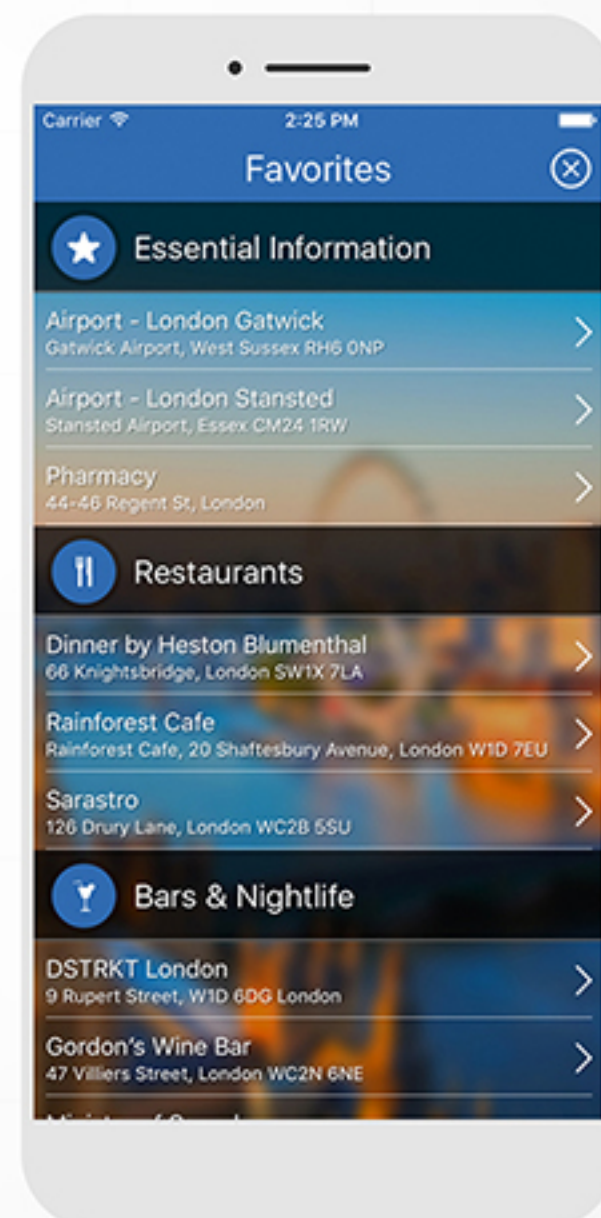 Carrier
2:25 PM
Favorites
Essential Information
Airport - London Gatwick
Gatwick Airport, West Sussex RH6 0NP
Airport - London Stansted
Stansted Airport, Essex CM24 1RW
Pharmacy
44-46 Regent St, London
Restaurants
Dinner by Heston Blumenthal
66 Knightsbridge, London SW1X 7LA
Rainforest Cafe
Rainforest Cafe, 20 Shaftesbury Avenue, London W1D 7EU
Sarastro
126 Drury Lane, London WC2B 5SU
Bars & Nightlife
DSTRKT London
9 Rupert Street, W1D 6DG London
Gordon's Wine Bar
47 Villiers Street, London WC2N 6NE